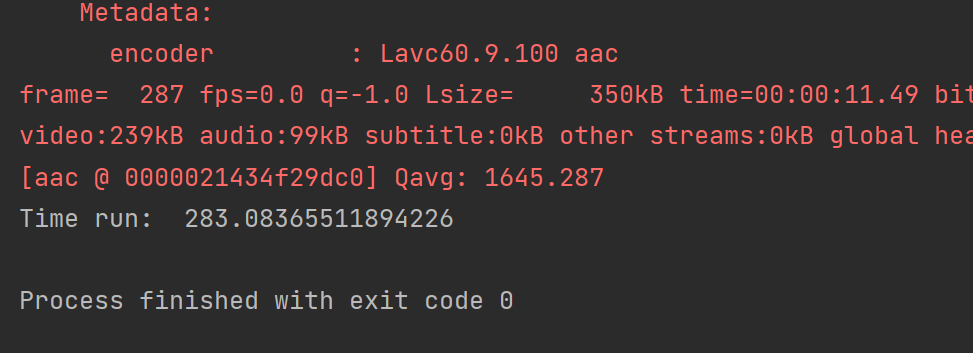 Metadata:
encoder : Lavc60.9.100 aac
frame= 287 fps=0.0 q=-1.0 Lsize= 350kB time=00:00:11.49 bit
video:239kB audio:99kB subtitle:0kB other streams:0kB global hea
[aac @ 0000021434f29dc0] Qavg: 1645.287
Time run: 283.08365511894226
Process finished with exit code 0